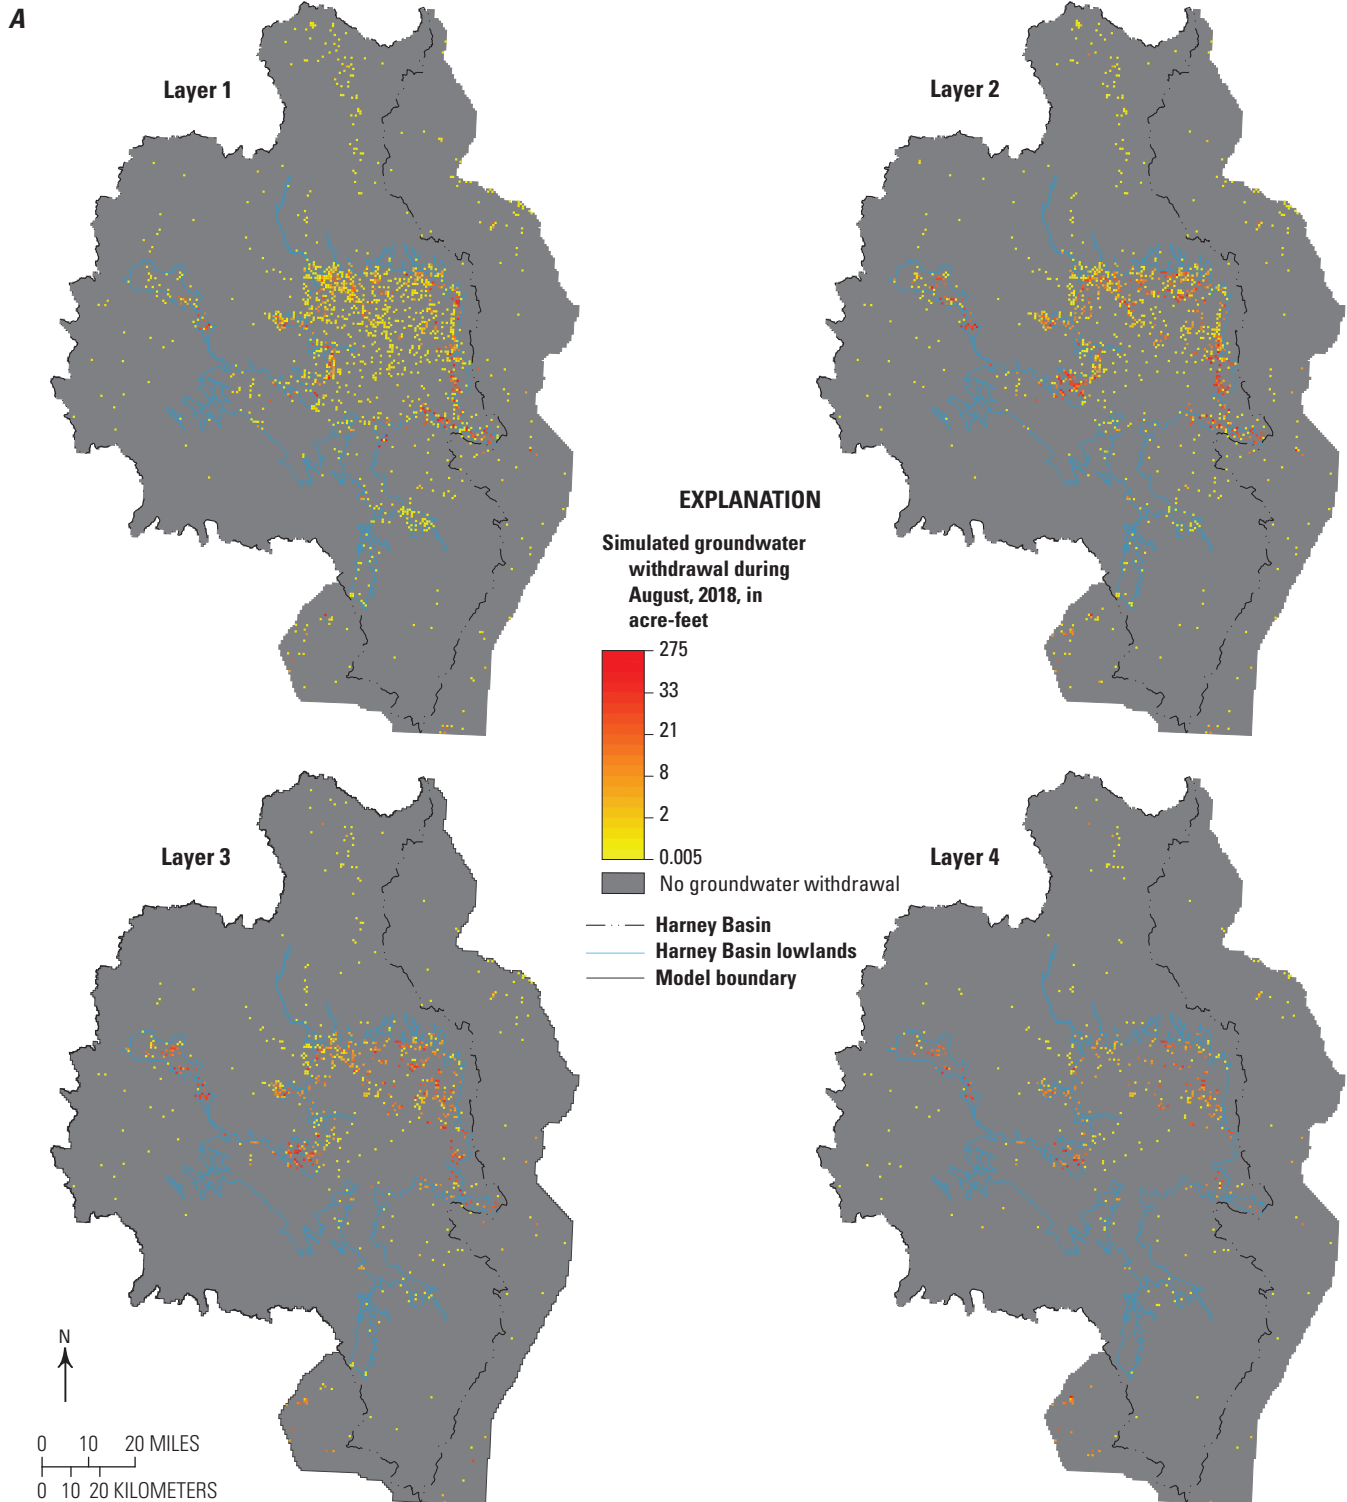 A
Layer 1
Layer 2
EXPLANATION
Simulated groundwater
withdrawal during
August, 2018, in
acre-feet
275
33
21
8
2
0.005
No groundwater withdrawal
Harney Basin
Harney Basin lowlands
Model boundary
Layer 3
Layer 4
N
0 10 20 MILES
0 10 20 KILOMETERS